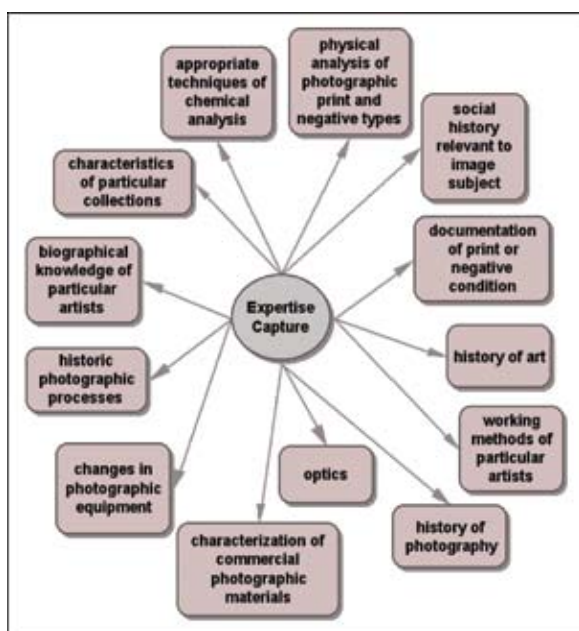 physical
analysis of
photographic
print and
negative types
appropriate
techniques of
chemical
analysis
social
history
relevant to
image
subject
characteristics
of particular
collections
documentation
of print or
negative
condition
biographical
knowledge of
particular
artists
Expertise
Capture
history of art
historic
photographic
processes
working
methods of
particular
artists
changes in
photographic
equipment
optics
history of
photography
characterization of
commercial
photographic
materials